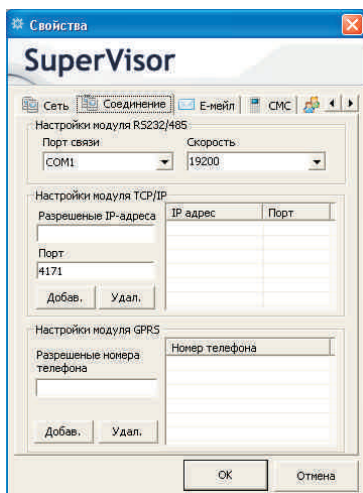 Свойства
SuperVisor
Сеть Соединение Е-мейл СМС
Настройки модуля RS232/485
Порт связи Скорость
COM1 19200
Настройки модуля TCP/IP
Разрешеные IP-адреса IP адрес Порт
Порт
4171
Добав. Удал.
Настройки модуля GPRS
Разрешеные номера телефона Номер телефона
Добав. Удал.
OK Отмена